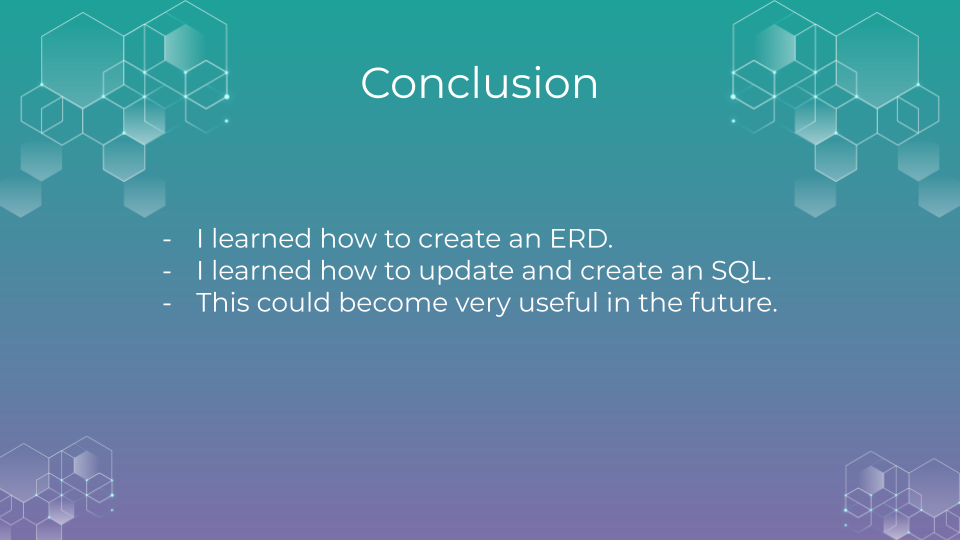 Conclusion
- I learned how to create an ERD.
- I learned how to update and create an SQL.
- This could become very useful in the future.